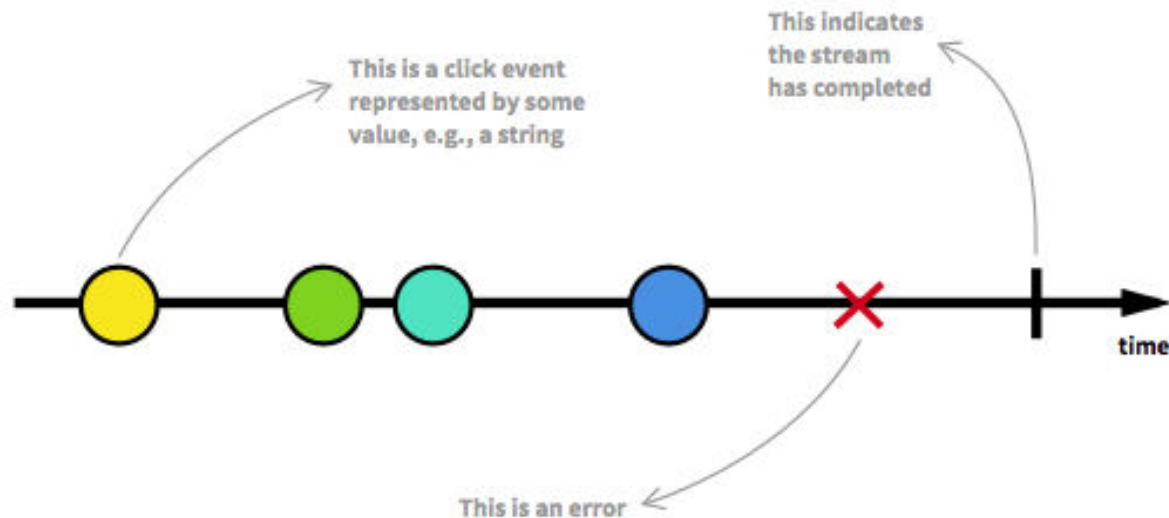 This is a click event
represented by some
value, e.g., a string
This indicates
the stream
has completed
time
This is an error